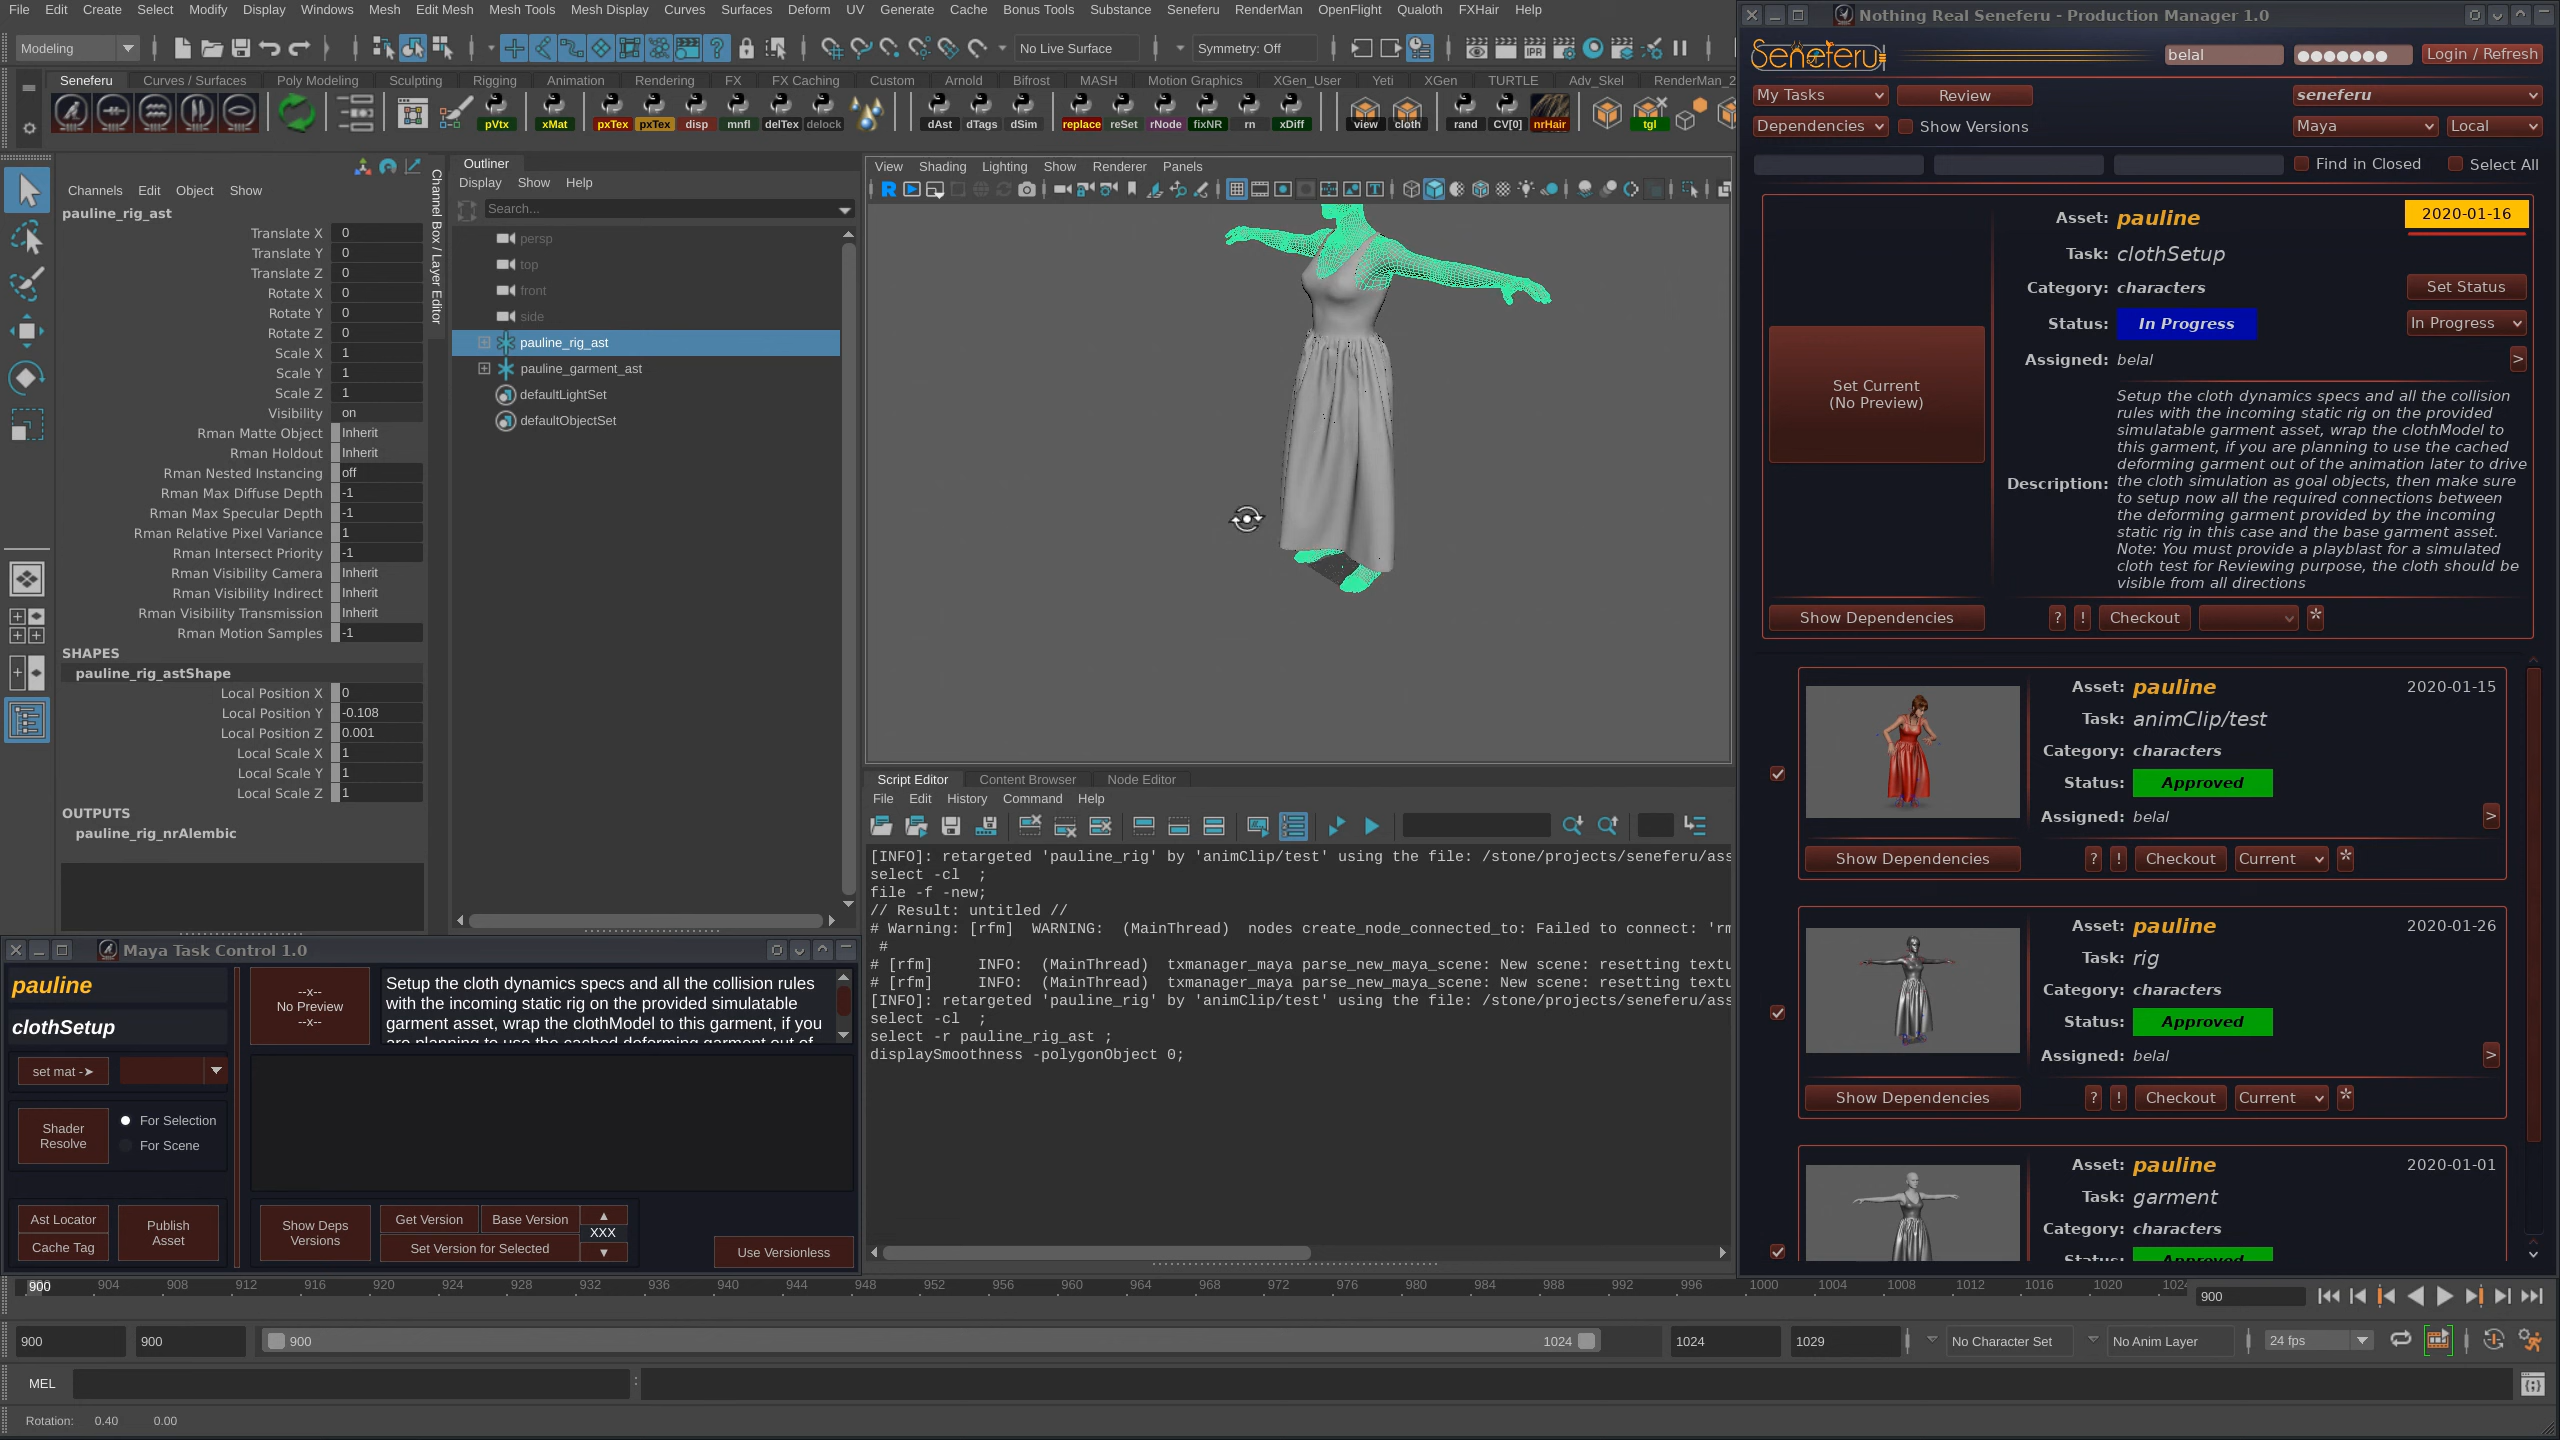 File Edit Create Select Modify Display Windows Mesh Edit Mesh Mesh Tools Mesh Display Curves Surfaces Deform UV Generate Cache Bonus Tools Substance Seneferu RenderMan OpenFlight Qualoth FXHair Help
Modeling
No Live Surface
Symmetry: Off
Seneferu Curves / Surfaces Poly Modeling Sculpting Rigging Animation Rendering FX FX Caching Custom Arnold Bifrost MASH Motion Graphics XGen_User Yeti XGen TURTLE Adv_Skel RenderMan_2
pVtx xMat pxTex pxTex disp mnfl delTex delock dAst dTags dSim replace reSet rNode fixNR rn xDiff view cloth rand CV[0] nrHair tgl
Channels Edit Object Show
pauline_rig_ast
Translate X 0
Translate Y 0
Translate Z 0
Rotate X 0
Rotate Y 0
Rotate Z 0
Scale X 1
Scale Y 1
Scale Z 1
Visibility on
Rman Matte Object Inherit
Rman Holdout Inherit
Rman Nested Instancing off
Rman Max Diffuse Depth -1
Rman Max Specular Depth -1
Rman Relative Pixel Variance 1
Rman Intersect Priority -1
Rman Visibility Camera Inherit
Rman Visibility Indirect Inherit
Rman Visibility Transmission Inherit
Rman Motion Samples -1
SHAPES
pauline_rig_astShape
Local Position X 0
Local Position Y -0.108
Local Position Z 0.001
Local Scale X 1
Local Scale Y 1
Local Scale Z 1
OUTPUTS
pauline_rig_nrAlembic
Channel Box / Layer Editor
Outliner
Display Show Help
Search...
persp
top
front
side
pauline_rig_ast
pauline_garment_ast
defaultLightSet
defaultObjectSet
View Shading Lighting Show Renderer Panels
Script Editor Content Browser Node Editor
File Edit History Command Help
[INFO]: retargeted 'pauline_rig' by 'animClip/test' using the file: /stone/projects/seneferu/ass
select -cl ;
file -f -new;
// Result: untitled //
# Warning: [rfm] WARNING: (MainThread) nodes create_node_connected_to: Failed to connect: 'rm
#
# [rfm] INFO: (MainThread) txmanager_maya parse_new_maya_scene: New scene: resetting textu
# [rfm] INFO: (MainThread) txmanager_maya parse_new_maya_scene: New scene: resetting textu
[INFO]: retargeted 'pauline_rig' by 'animClip/test' using the file: /stone/projects/seneferu/ass
select -cl ;
select -r pauline_rig_ast ;
displaySmoothness -polygonObject 0;
Maya Task Control 1.0
pauline
clothSetup
--x--
No Preview
--x--
Setup the cloth dynamics specs and all the collision rules
with the incoming static rig on the provided simulatable
garment asset, wrap the clothModel to this garment, if you
are planning to use the cached deforming garment out of
set mat ->
Shader
Resolve
For Selection
For Scene
Ast Locator
Cache Tag
Publish
Asset
Show Deps
Versions
Get Version Base Version
XXX
Set Version for Selected
Use Versionless
Nothing Real Seneferu - Production Manager 1.0
Seneferu
belal
Login / Refresh
My Tasks
Review
seneferu
Dependencies
Show Versions
Maya
Local
Find in Closed
Select All
Set Current
(No Preview)
Asset: pauline 2020-01-16
Task: clothSetup
Category: characters
Set Status
Status: In Progress
In Progress
Assigned: belal >
Description:
Setup the cloth dynamics specs and all the collision
rules with the incoming static rig on the provided
simulatable garment asset, wrap the clothModel to
this garment, if you are planning to use the cached
deforming garment out of the animation later to drive
the cloth simulation as goal objects, then make sure
to setup now all the required connections between
the deforming garment provided by the incoming
static rig in this case and the base garment asset.
Note: You must provide a playblast for a simulated
cloth test for Reviewing purpose, the cloth should be
visible from all directions
Show Dependencies ? ! Checkout *
Asset: pauline 2020-01-15
Task: animClip/test
Category: characters
Status: Approved
Assigned: belal >
Show Dependencies ? ! Checkout Current *
Asset: pauline 2020-01-26
Task: rig
Category: characters
Status: Approved
Assigned: belal >
Show Dependencies ? ! Checkout Current *
Asset: pauline 2020-01-01
Task: garment
Category: characters
Status: Approved
900 904 908 912 916 920 924 928 932 936 940 944 948 952 956 960 964 968 972 976 980 984 988 992 996 1000 1004 1008 1012 1016 1020 1024
900
900 900 900 1024 1024 1029 No Character Set No Anim Layer 24 fps
MEL
Rotation: 0.40 0.00